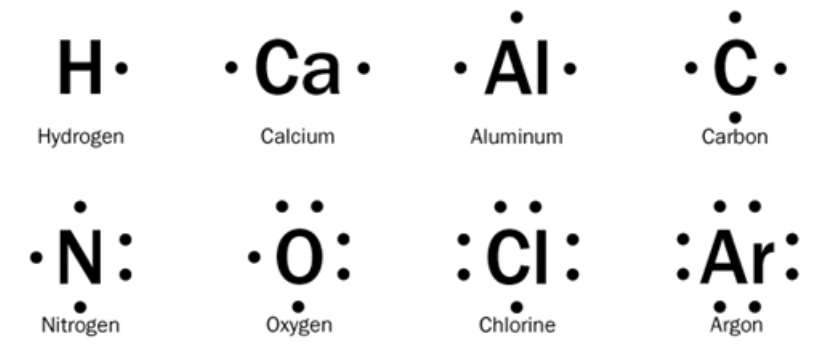 H Ca Al C
Hydrogen Calcium Aluminum Carbon
N O Cl Ar
Nitrogen Oxygen Chlorine Argon